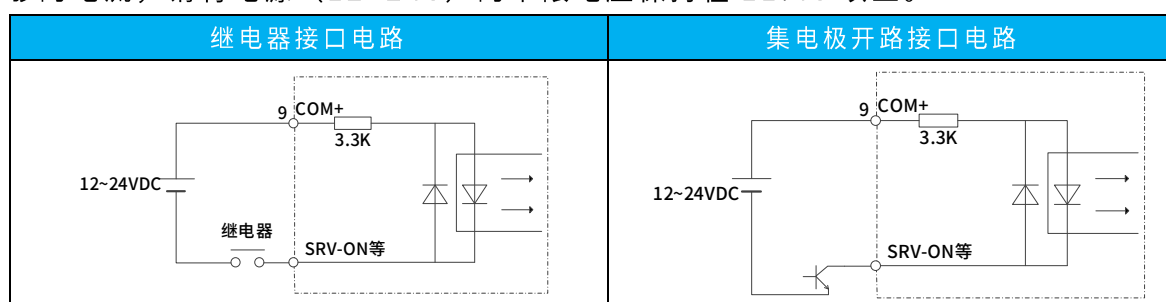 继电器接口电路
集电极开路接口电路
9 COM+
3.3K
12~24VDC
继电器
SRV-ON等
9 COM+
3.3K
12~24VDC
SRV-ON等